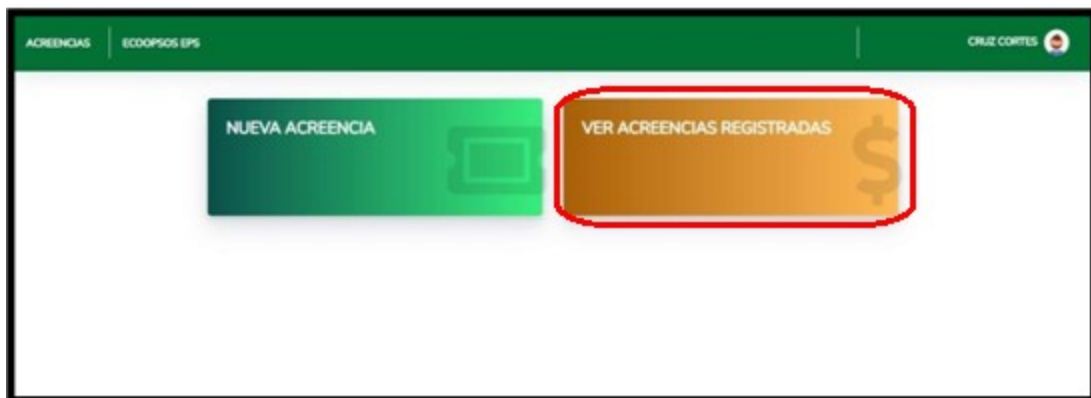 ACREENCIAS ECOOPSOS EPS CRUZ CORTES
NUEVA ACREENCIA VER ACREENCIAS REGISTRADAS
$